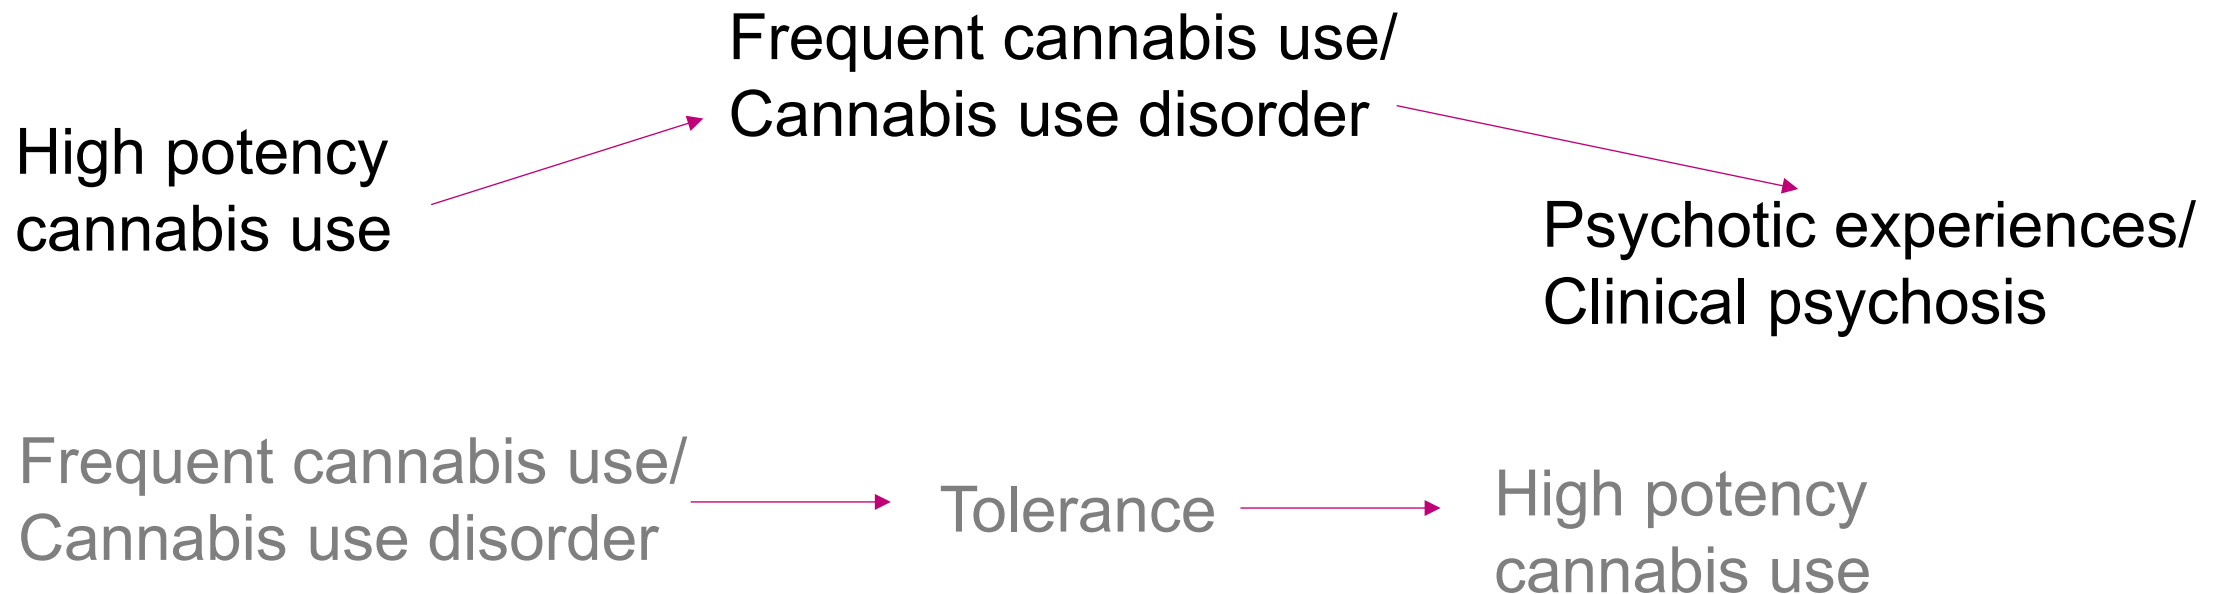 Frequent cannabis use/
Cannabis use disorder
High potency
cannabis use
Psychotic experiences/
Clinical psychosis
Frequent cannabis use/
Cannabis use disorder
Tolerance
High potency
cannabis use